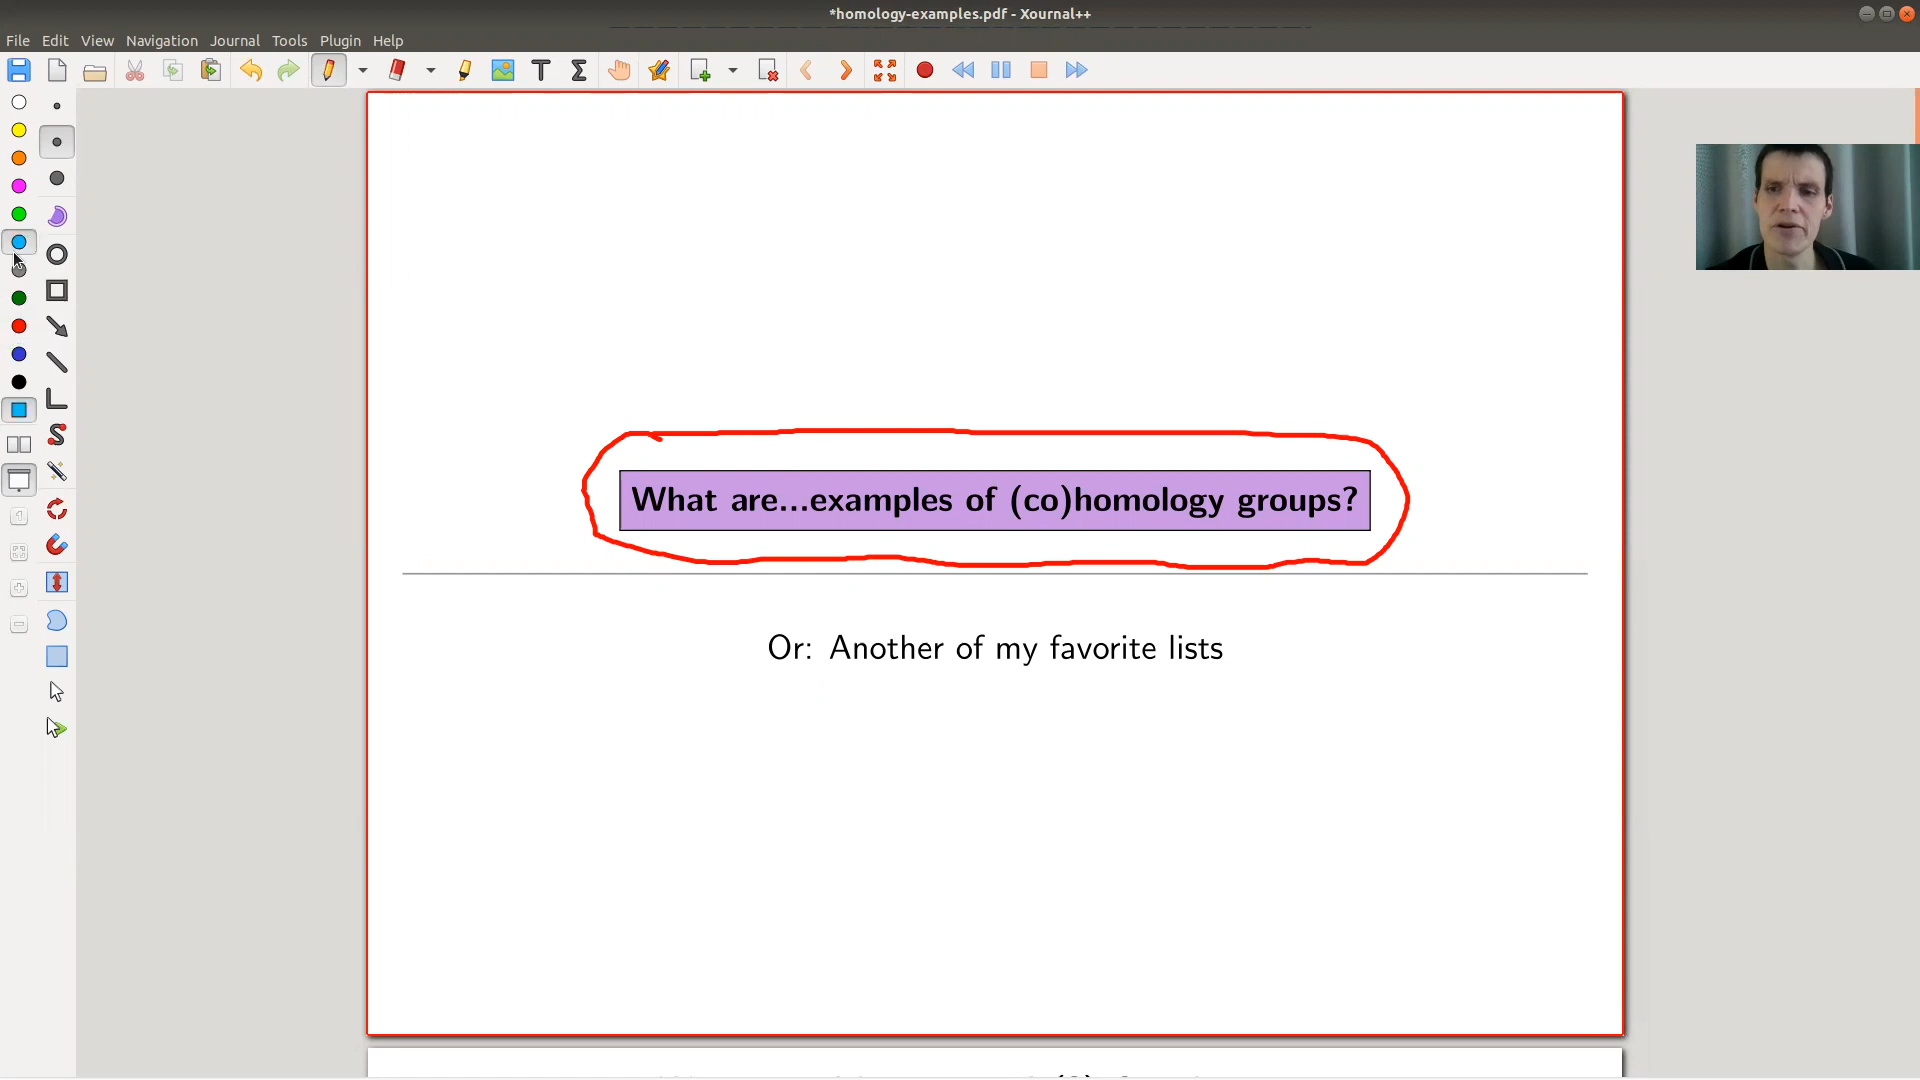 *homology-examples.pdf - Xournal++
File Edit View Navigation Journal Tools Plugin Help
What are...examples of (co)homology groups?
Or: Another of my favorite lists